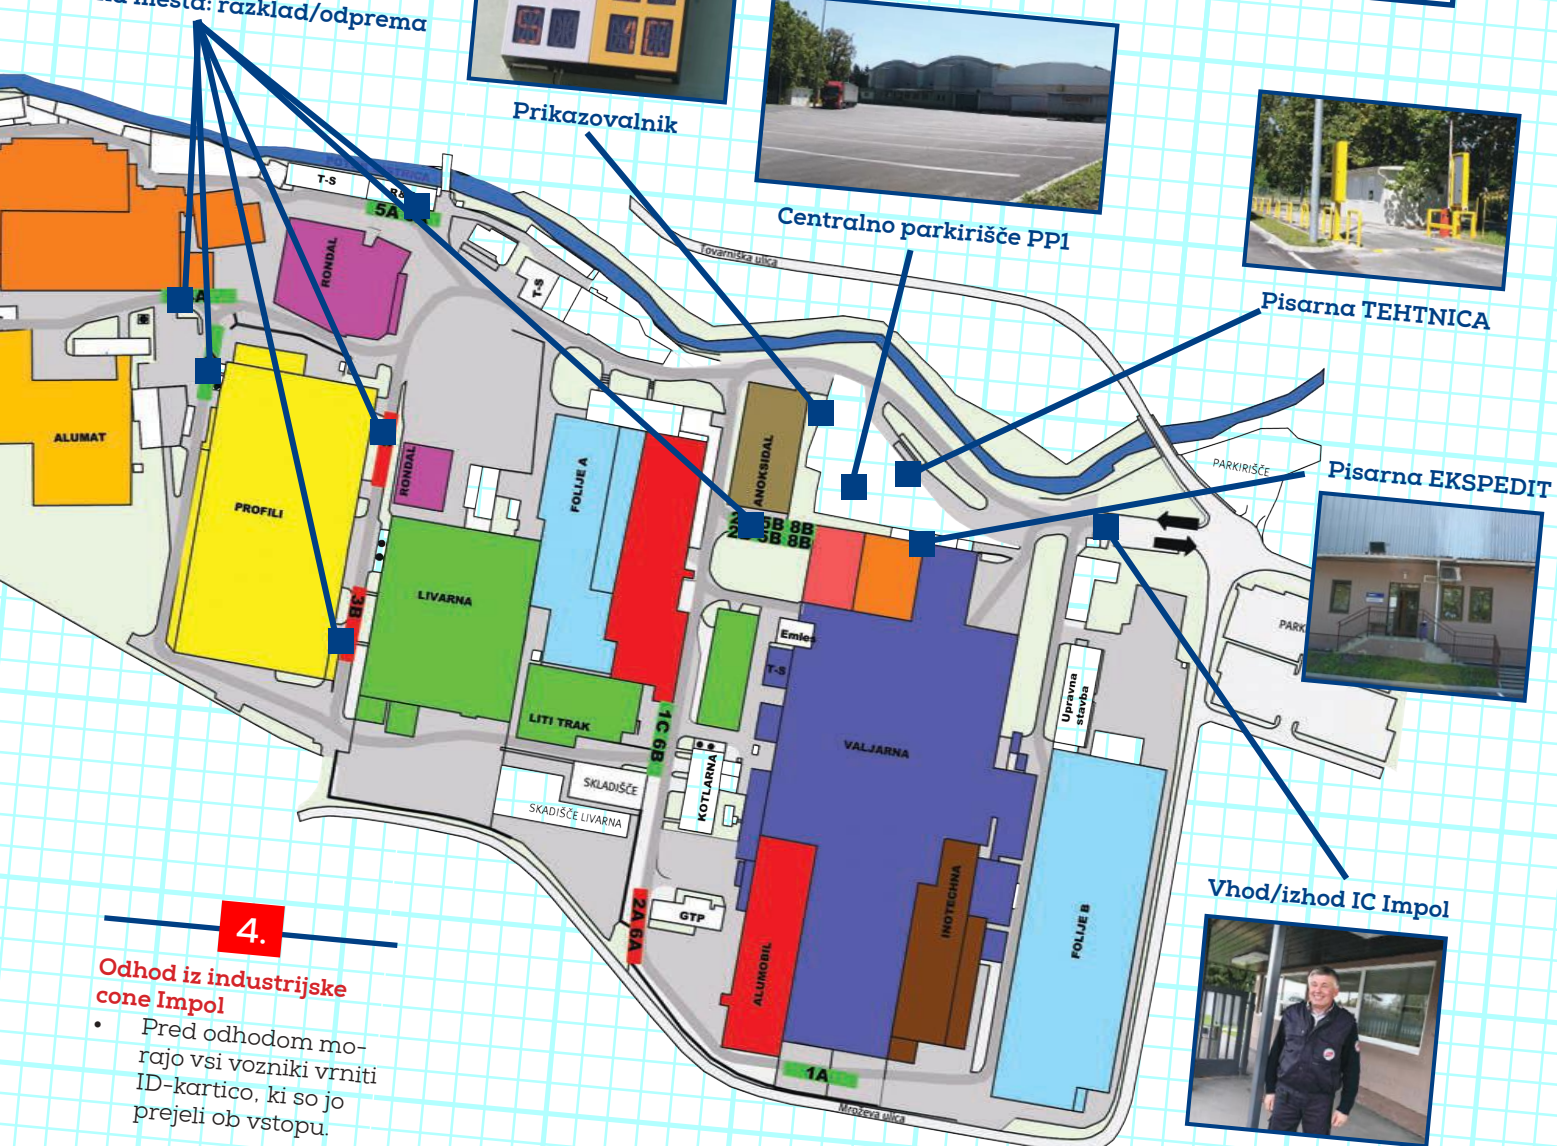 mesta: razklad/odprema
Prikazovalnik
Centralno parkirišče PP1
Pisarna TEHTNICA
Pisarna EKSPEDIT
Vhod/izhod IC Impol
T-S
5A
Tovarniška ulica
RONDAL
T-S
ALUMAT
PROFILI
RONDAL
FOLIJE A
ANOKSIDAL
5B 8B
5B 8B
PARKIRIŠČE
PARK
3B
LIVARNA
LITI TRAK
Emles
T-S
1C 6B
VALJARNA
Upravna
stavba
SKLADIŠČE
SKADIŠČE LIVARNA
KOTLARNA
2A 6A
GTP
ALUMOBIL
INOTECHNA
FOLIJE B
1A
Mroževa ulica
4.
Odhod iz industrijske
cone Impol
• Pred odhodom mo-
rajo vsi vozniki vrniti
ID-kartico, ki so jo
prejeli ob vstopu.